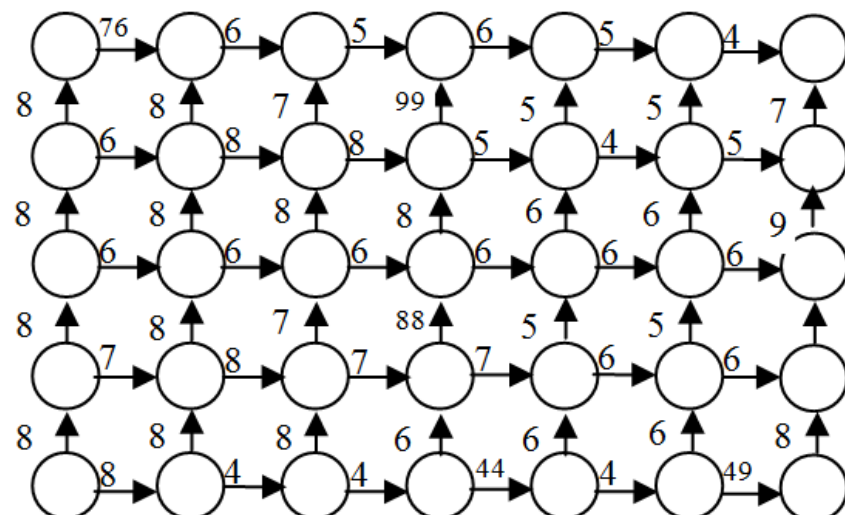 76 6 5 6 5 4
8 8 7 99 5 5 7
6 8 8 5 4 5
8 8 8 8 6 6 9
6 6 6 6 6 6
8 8 7 88 5 5
7 8 7 7 6 6
8 8 8 6 6 6 8
8 4 4 44 4 49